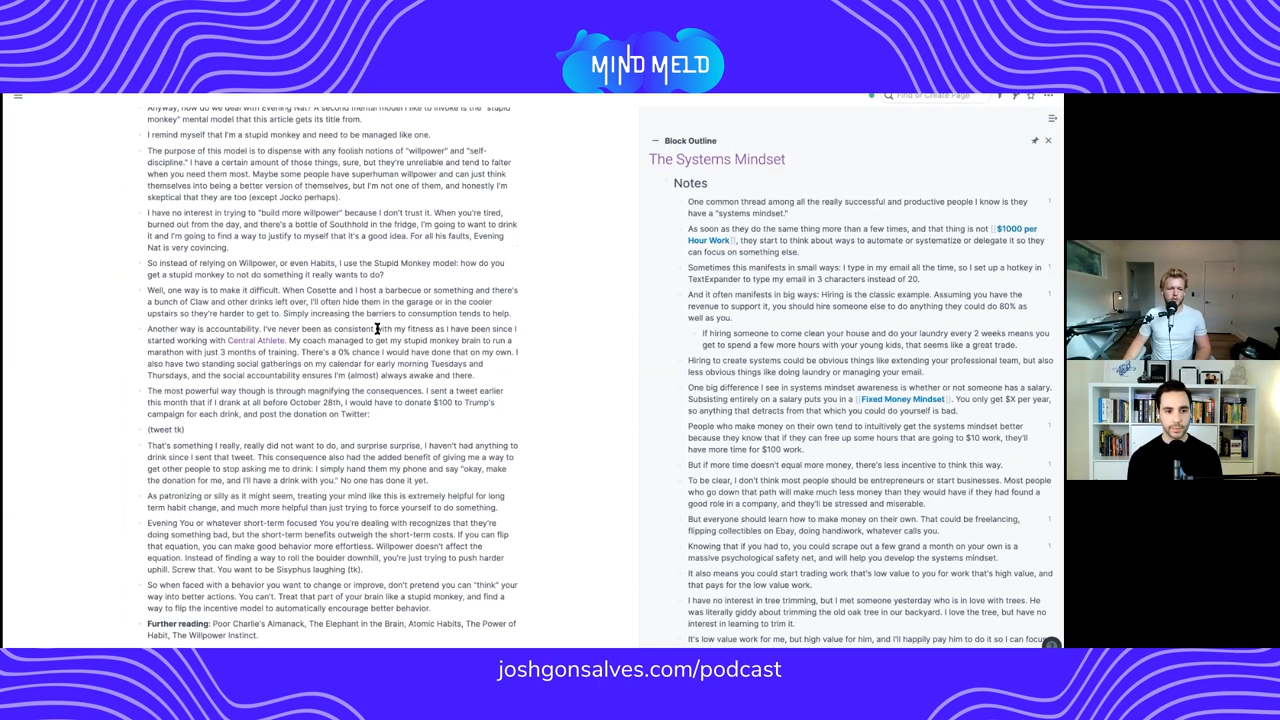 MIND MELD
Find or Create Page
Anyway, how do we deal with Evening Nat? A second mental model I like to invoke is the "stupid
monkey" mental model that this article gets its title from.
I remind myself that I'm a stupid monkey and need to be managed like one.
The purpose of this model is to dispense with any foolish notions of "willpower" and "self-
discipline." I have a certain amount of those things, sure, but they're unreliable and tend to falter
when you need them most. Maybe some people have superhuman willpower and can just think
themselves into being a better version of themselves, but I'm not one of them, and honestly I'm
skeptical that they are too (except Jocko perhaps).
I have no interest in trying to "build more willpower" because I don't trust it. When you're tired,
burned out from the day, and there's a bottle of Southhold in the fridge, I'm going to want to drink
it and I'm going to find a way to justify to myself that it's a good idea. For all his faults, Evening
Nat is very covincing.
So instead of relying on Willpower, or even Habits, I use the Stupid Monkey model: how do you
get a stupid monkey to not do something it really wants to do?
Well, one way is to make it difficult. When Cosette and I host a barbecue or something and there's
a bunch of Claw and other drinks left over, I'll often hide them in the garage or in the cooler
upstairs so they're harder to get to. Simply increasing the barriers to consumption tends to help.
Another way is accountability. I've never been as consistent with my fitness as I have been since I
started working with Central Athlete. My coach managed to get my stupid monkey brain to run a
marathon with just 3 months of training. There's a 0% chance I would have done that on my own. I
also have two standing social gatherings on my calendar for early morning Tuesdays and
Thursdays, and the social accountability ensures I'm (almost) always awake and there.
The most powerful way though is through magnifying the consequences. I sent a tweet earlier
this month that if I drank at all before October 28th, I would have to donate $100 to Trump's
campaign for each drink, and post the donation on Twitter:
(tweet tk)
That's something I really, really did not want to do, and surprise surprise, I haven't had anything to
drink since I sent that tweet. This consequence also had the added benefit of giving me a way to
get other people to stop asking me to drink: I simply hand them my phone and say "okay, make
the donation for me, and I'll have a drink with you." No one has done it yet.
As patronizing or silly as it might seem, treating your mind like this is extremely helpful for long
term habit change, and much more helpful than just trying to force yourself to do something.
Evening You or whatever short-term focused You you're dealing with recognizes that they're
doing something bad, but the short-term benefits outweigh the short-term costs. If you can flip
that equation, you can make good behavior more effortless. Willpower doesn't affect the
equation. Instead of finding a way to roll the boulder downhill, you're just trying to push harder
uphill. Screw that. You want to be Sisyphus laughing (tk).
So when faced with a behavior you want to change or improve, don't pretend you can "think" your
way into better actions. You can't. Treat that part of your brain like a stupid monkey, and find a
way to flip the incentive model to automatically encourage better behavior.
Further reading: Poor Charlie's Almanack, The Elephant in the Brain, Atomic Habits, The Power of
Habit, The Willpower Instinct.
Block Outline
The Systems Mindset
Notes
One common thread among all the really successful and productive people I know is they 1
have a "systems mindset."
As soon as they do the same thing more than a few times, and that thing is not [[$1000 per 1
Hour Work]], they start to think about ways to automate or systematize or delegate it so they
can focus on something else.
Sometimes this manifests in small ways: I type in my email all the time, so I set up a hotkey in 1
TextExpander to type my email in 3 characters instead of 20.
And it often manifests in big ways: Hiring is the classic example. Assuming you have the 1
revenue to support it, you should hire someone else to do anything they could do 80% as
well as you.
If hiring someone to come clean your house and do your laundry every 2 weeks means you
get to spend a few more hours with your young kids, that seems like a great trade.
Hiring to create systems could be obvious things like extending your professional team, but also
less obvious things like doing laundry or managing your email.
One big difference I see in systems mindset awareness is whether or not someone has a salary.
Subsisting entirely on a salary puts you in a [[Fixed Money Mindset]]. You only get $X per year,
so anything that detracts from that which you could do yourself is bad.
People who make money on their own tend to intuitively get the systems mindset better 1
because they know that if they can free up some hours that are going to $10 work, they'll
have more time for $100 work.
But if more time doesn't equal more money, there's less incentive to think this way. 1
To be clear, I don't think most people should be entrepreneurs or start businesses. Most people
who go down that path will make much less money than they would have if they had found a
good role in a company, and they'll be stressed and miserable.
But everyone should learn how to make money on their own. That could be freelancing, 1
flipping collectibles on Ebay, doing handiwork, whatever calls you.
Knowing that if you had to, you could scrape out a few grand a month on your own is a 1
massive psychological safety net, and will help you develop the systems mindset.
It also means you could start trading work that's low value to you for work that's high value, and
that pays for the low value work.
I have no interest in tree trimming, but I met someone yesterday who is in love with trees. He
was literally giddy about trimming the old oak tree in our backyard. I love the tree, but have no
interest in learning to trim it.
It's low value work for me, but high value for him, and I'll happily pay him to do it so I can focus
joshgonsalves.com/podcast